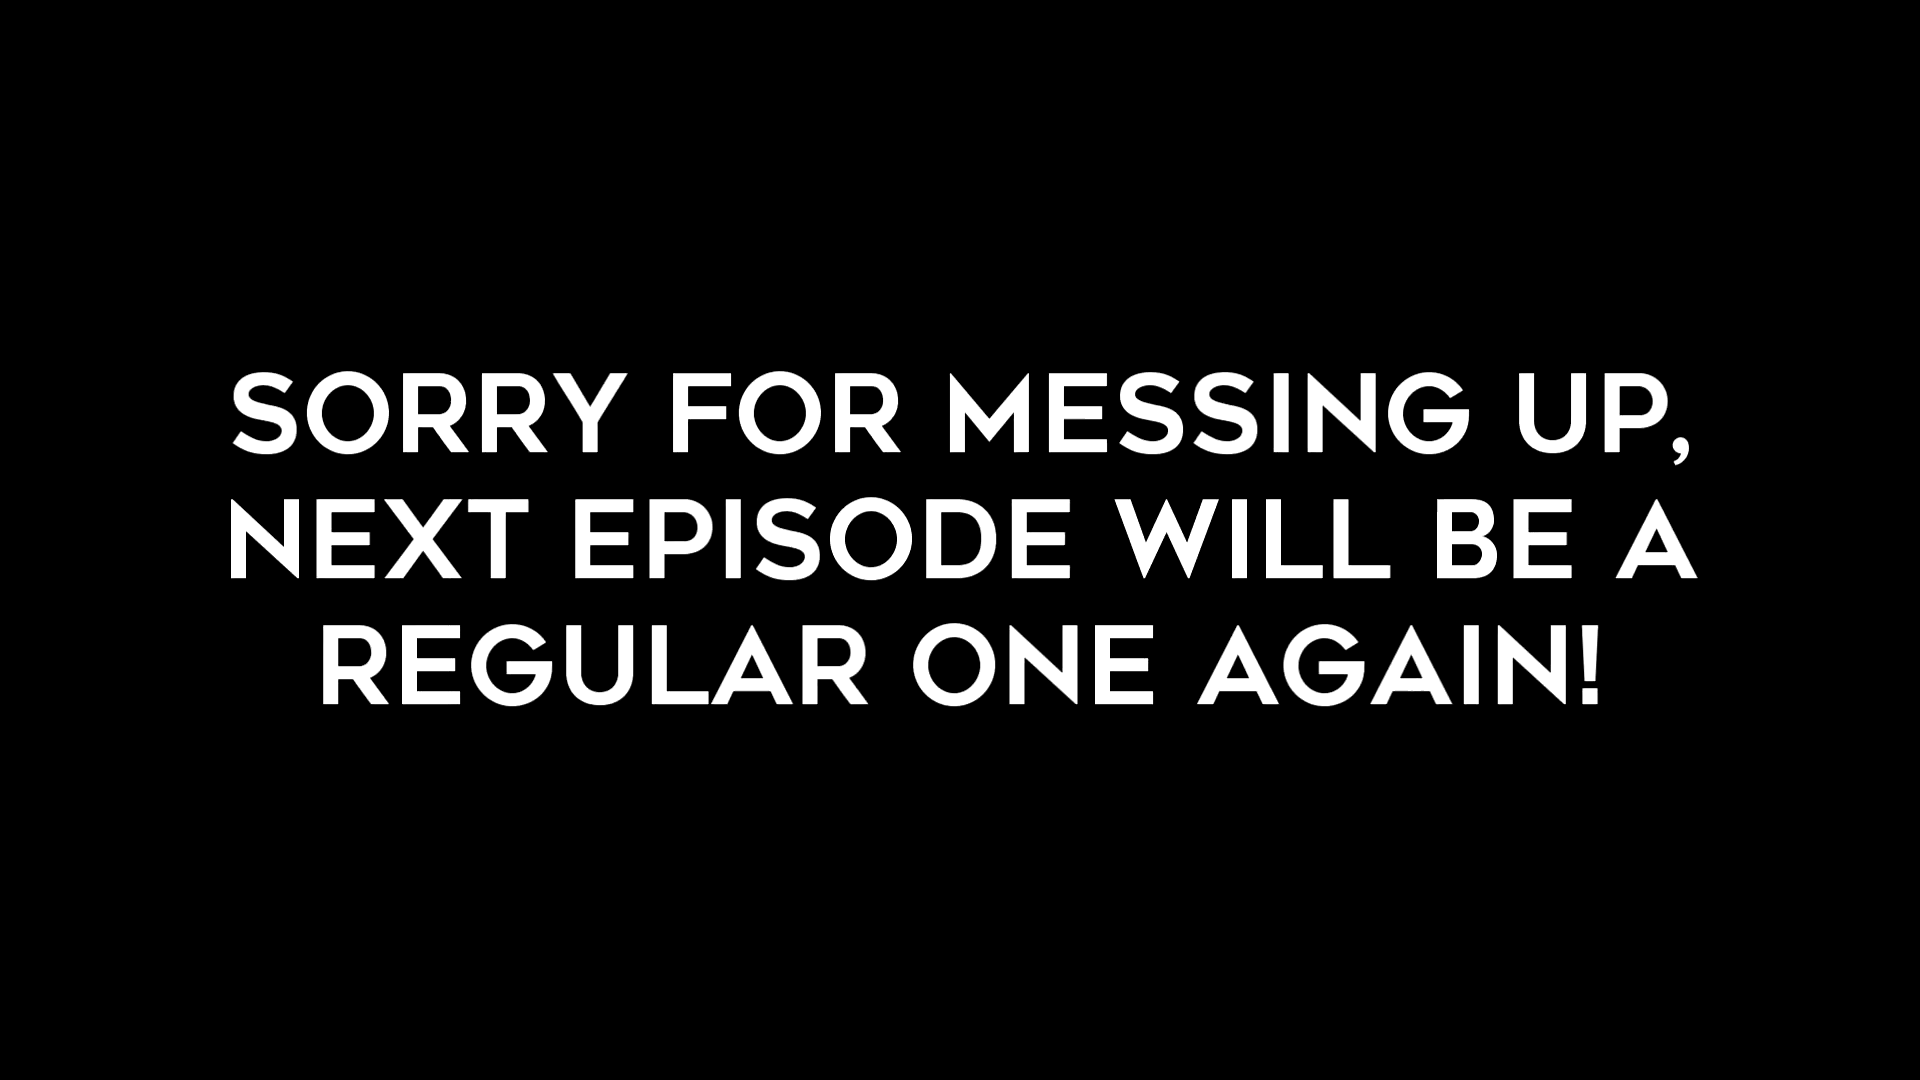 SORRY FOR MESSING UP,
NEXT EPISODE WILL BE A
REGULAR ONE AGAIN!